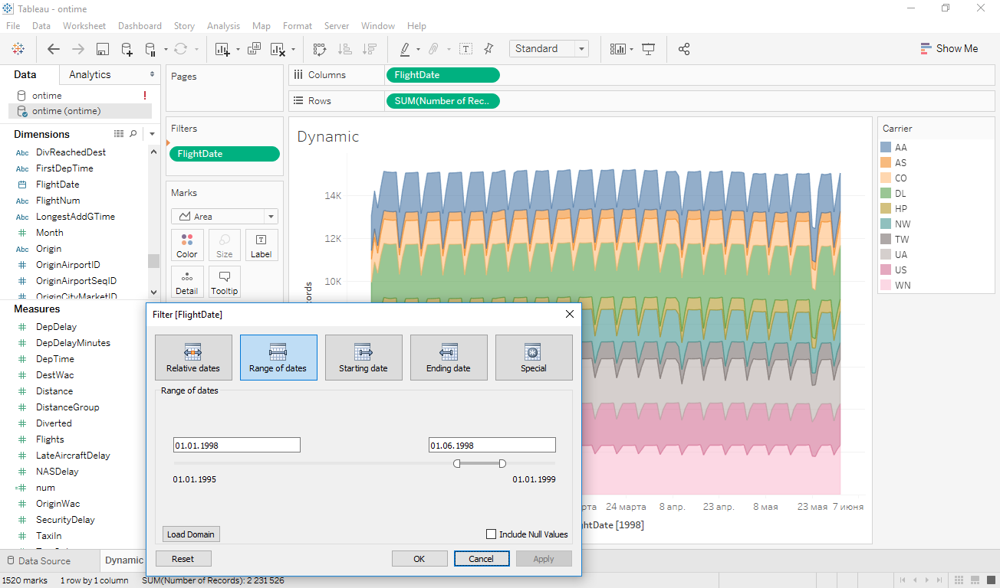 Tableau - ontime
File Data Worksheet Dashboard Story Analysis Map Format Server Window Help
Standard
Show Me
Data Analytics
ontime !
ontime (ontime)
Dimensions
Abc DivReachedDest
Abc FirstDepTime
FlightDate
Abc FlightNum
Abc LongestAddGTime
Month
Abc Origin
OriginAirportID
OriginAirportSeqID
OriginCityMarketID
Measures
DepDelay
DepDelayMinutes
DepTime
DestWac
Distance
DistanceGroup
Diverted
Flights
LateAircraftDelay
NASDelay
num
OriginWac
SecurityDelay
TaxiIn
Pages
Filters
FlightDate
Marks
Area
Color Size Label
Detail Tooltip
Columns FlightDate
Rows SUM(Number of Rec..
Dynamic
14K
12K
10K
24 марта 8 апр. 23 апр. 8 мая 23 мая 7 июня
[1998]
Carrier
AA
AS
CO
DL
HP
NW
TW
UA
US
WN
Filter [FlightDate]
Relative dates Range of dates Starting date Ending date Special
Range of dates
01.01.1998 01.06.1998
01.01.1995 01.01.1999
Load Domain Include Null Values
Reset OK Cancel Apply
Data Source Dynamic
1520 marks 1 row by 1 column SUM(Number of Records): 2 231 526